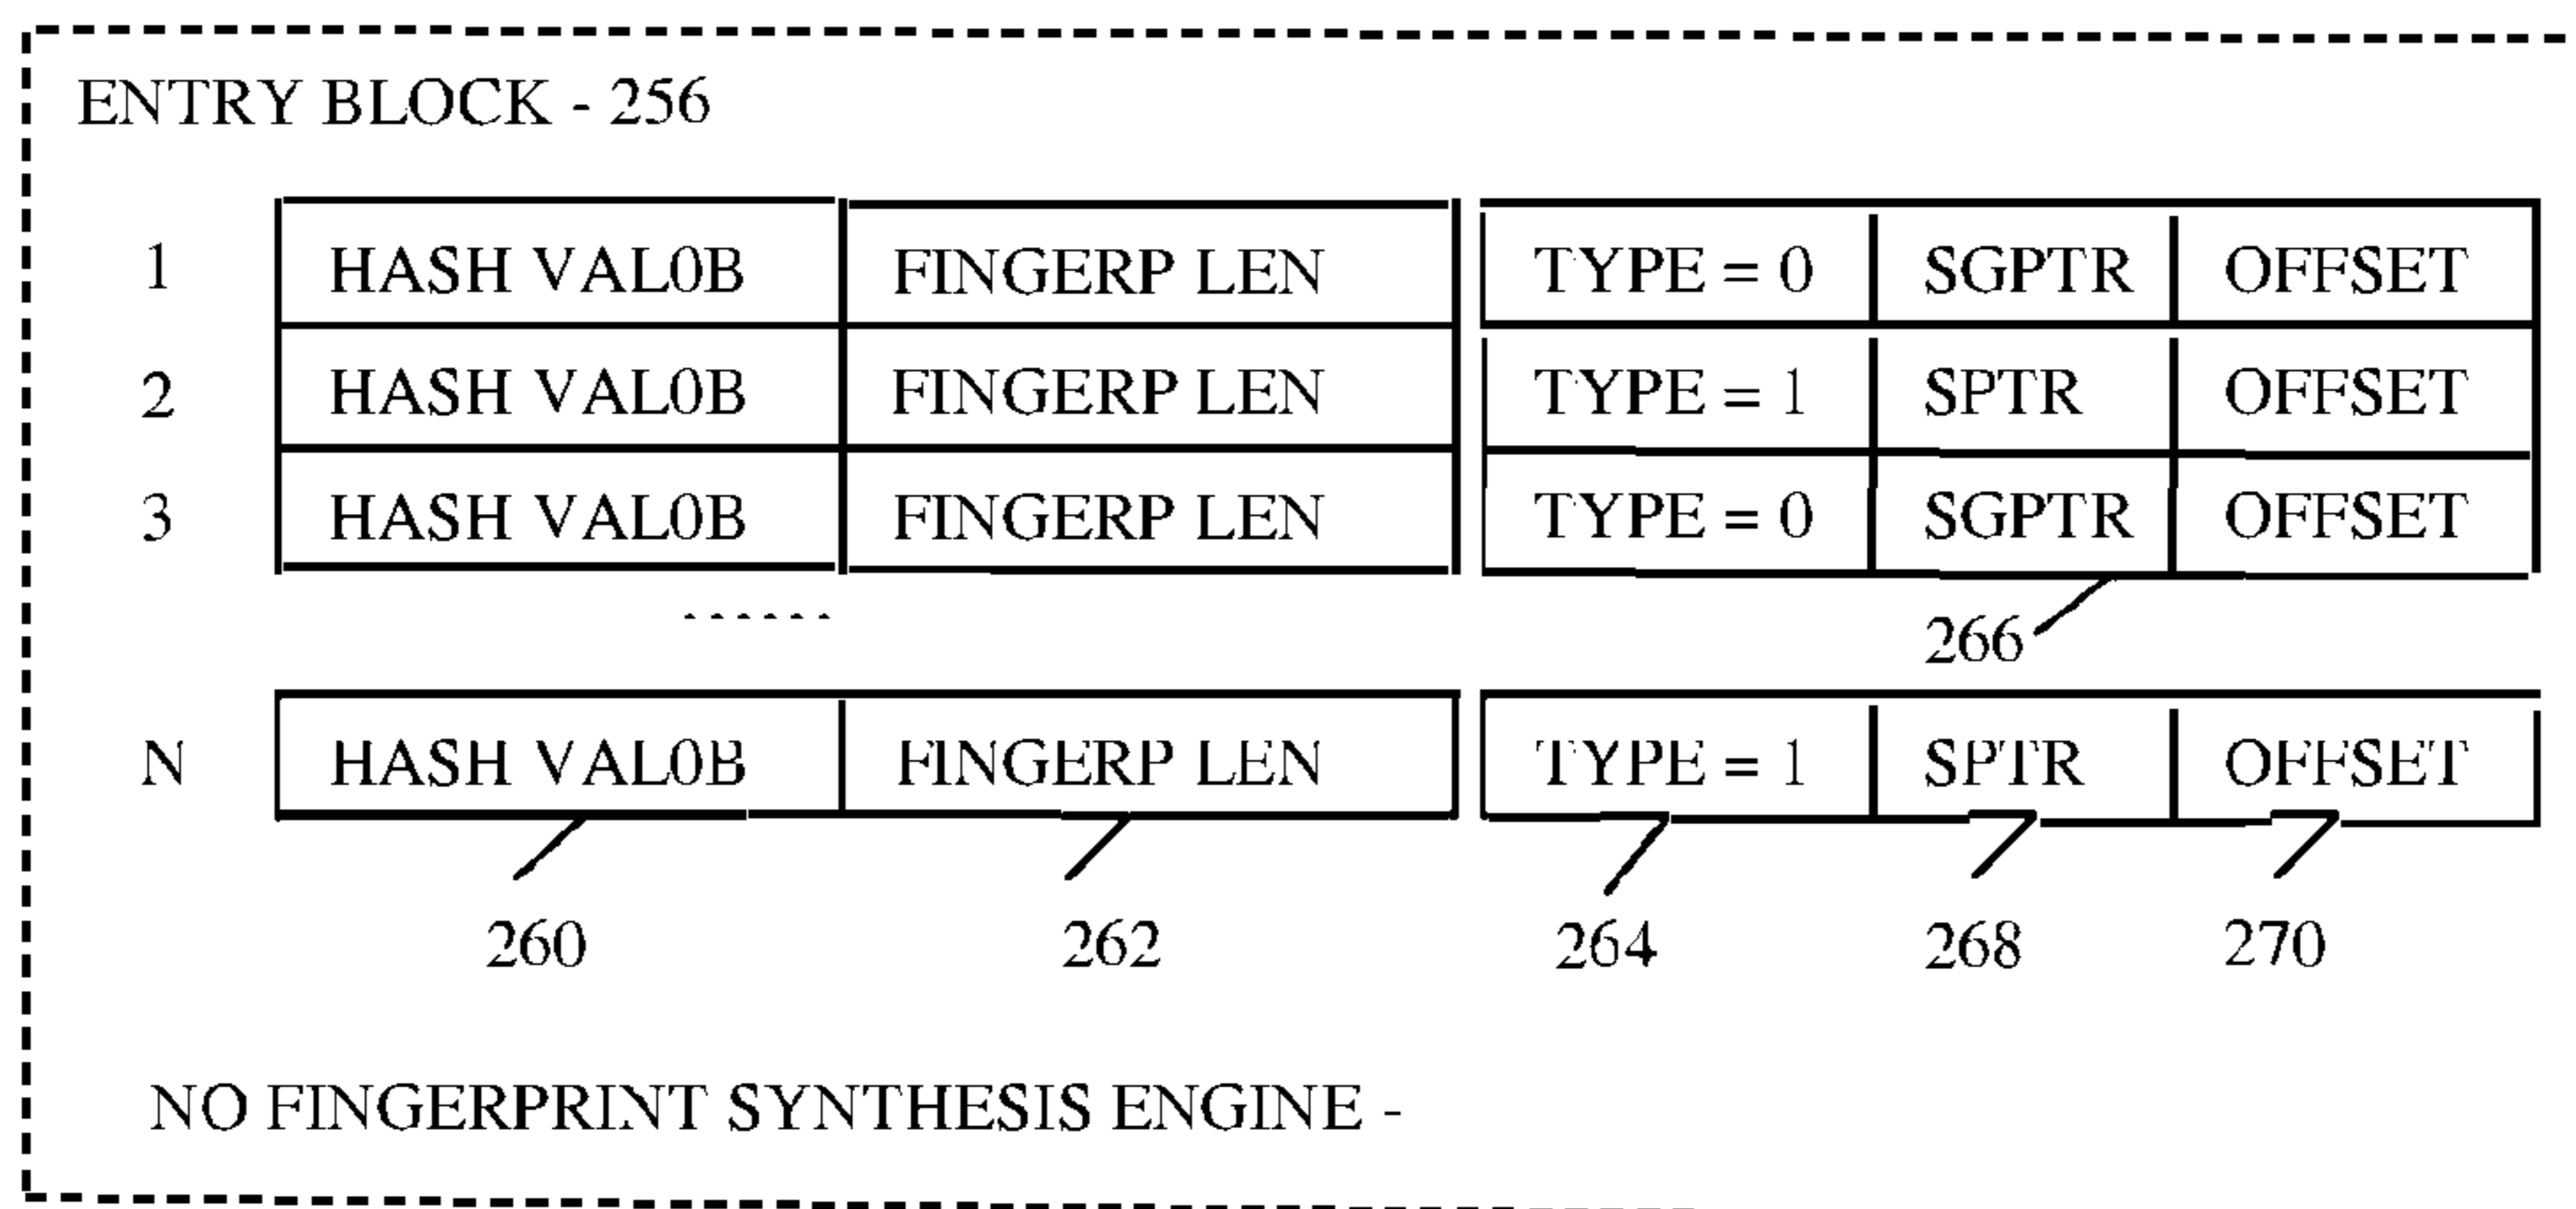 ENTRY BLOCK - 256
1 HASH VAL0B FINGERP LEN TYPE = 0 SGPTR OFFSET
2 HASH VAL0B FINGERP LEN TYPE = 1 SPTR OFFSET
3 HASH VAL0B FINGERP LEN TYPE = 0 SGPTR OFFSET
......
266
N HASH VAL0B FINGERP LEN TYPE = 1 SPTR OFFSET
260 262 264 268 270
NO FINGERPRINT SYNTHESIS ENGINE -